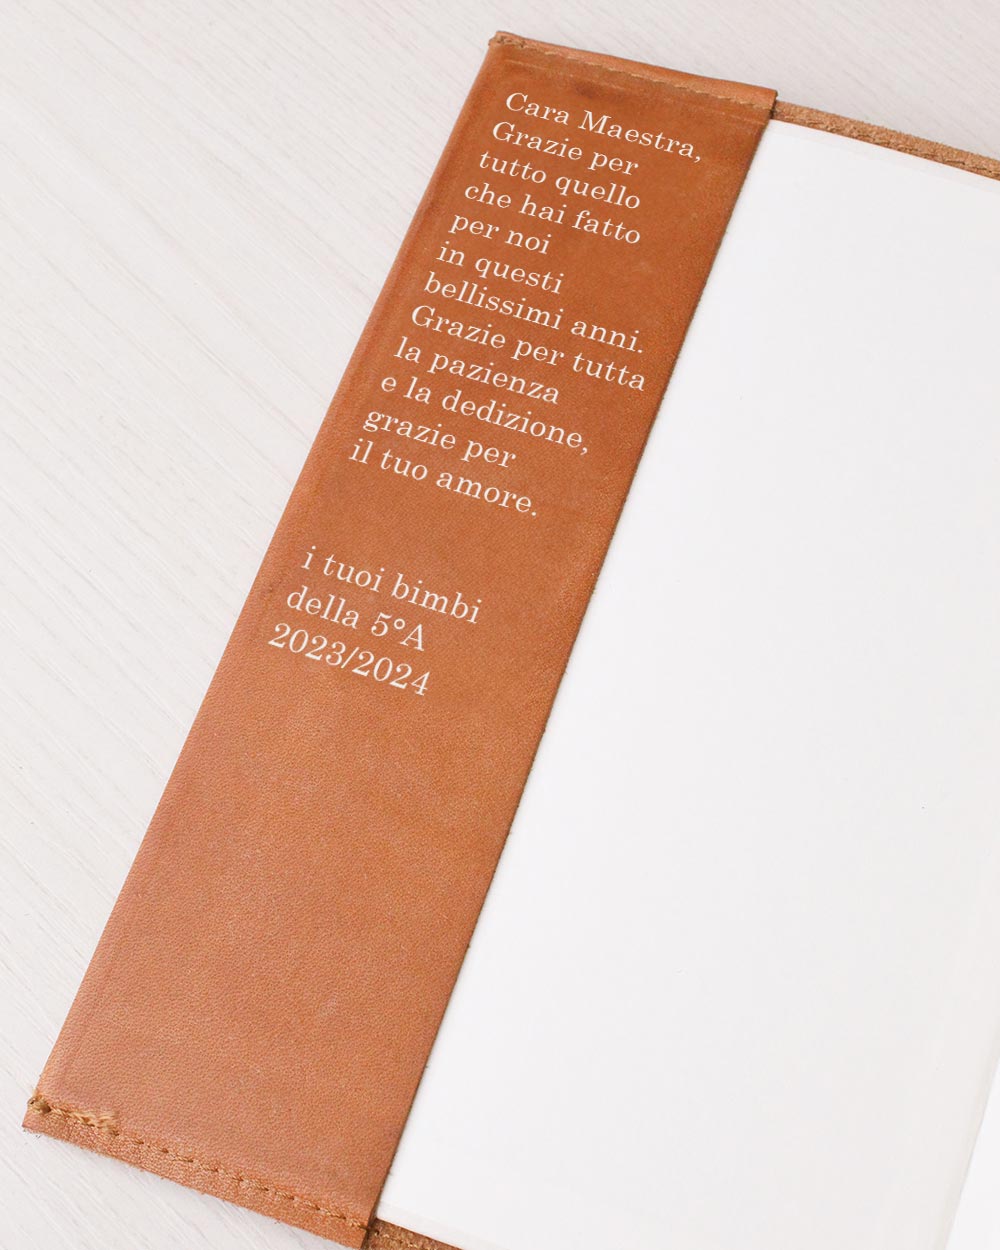 Cara Maestra,
Grazie per
tutto quello
che hai fatto
per noi
in questi
bellissimi anni.
Grazie per tutta
la pazienza
e la dedizione,
grazie per
il tuo amore.
i tuoi bimbi
della 5°A
2023/2024